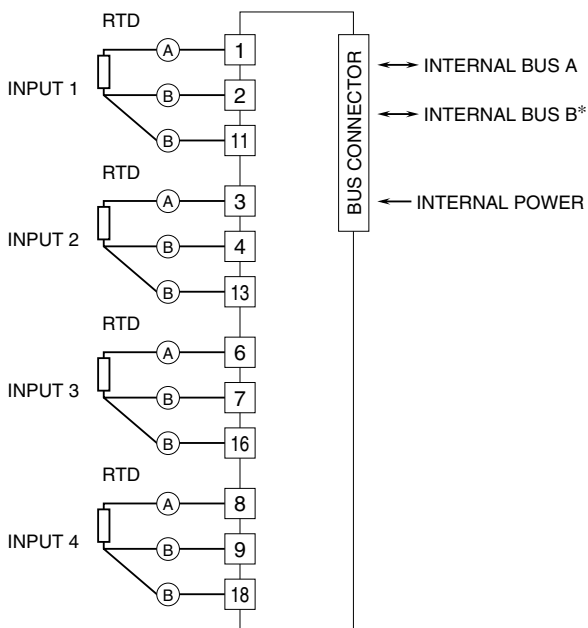 RTD
INPUT 1
A 1
B 2
B 11
RTD
INPUT 2
A 3
B 4
B 13
RTD
INPUT 3
A 6
B 7
B 16
RTD
INPUT 4
A 8
B 9
B 18
BUS CONNECTOR
INTERNAL BUS A
INTERNAL BUS B*
INTERNAL POWER